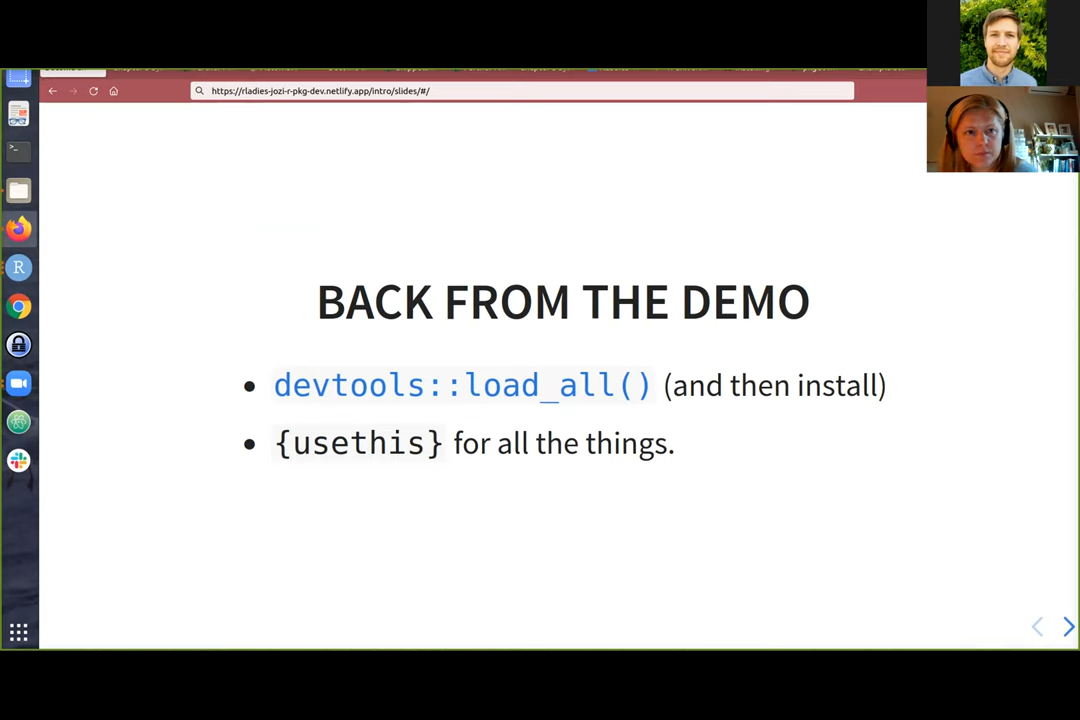 https://rladies-jozi-r-pkg-dev.netlify.app/intro/slides/#/
BACK FROM THE DEMO
• devtools::load_all() (and then install)
• {usethis} for all the things.
R
>_